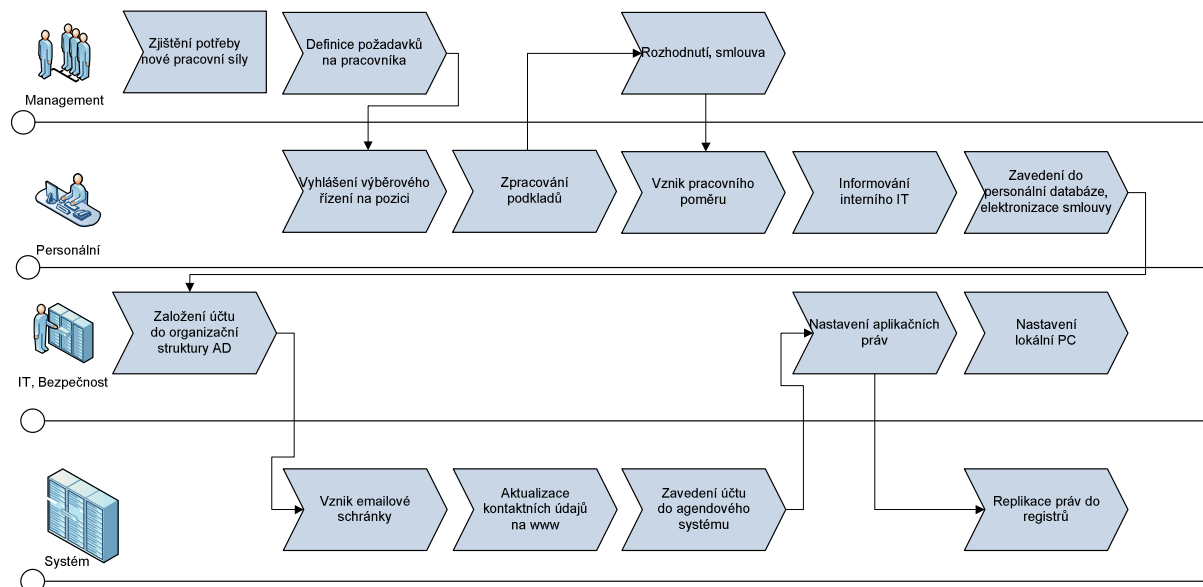 Zjištění potřeby
nové pracovní síly
Definice požadavků
na pracovníka
Rozhodnutí, smlouva
Management
Vyhlášení výběrového
řízení na pozici
Zpracování
podkladů
Vznik pracovního
poměru
Informování
interního IT
Zavedení do
personální databáze,
elektronizace smlouvy
Personální
Založení účtu
do organizační
struktury AD
Nastavení aplikačních
práv
Nastavení
lokální PC
IT, Bezpečnost
Vznik emailové
schránky
Aktualizace
kontaktních údajů
na www
Zavedení účtu
do agendového
systému
Replikace práv do
registrů
Systém